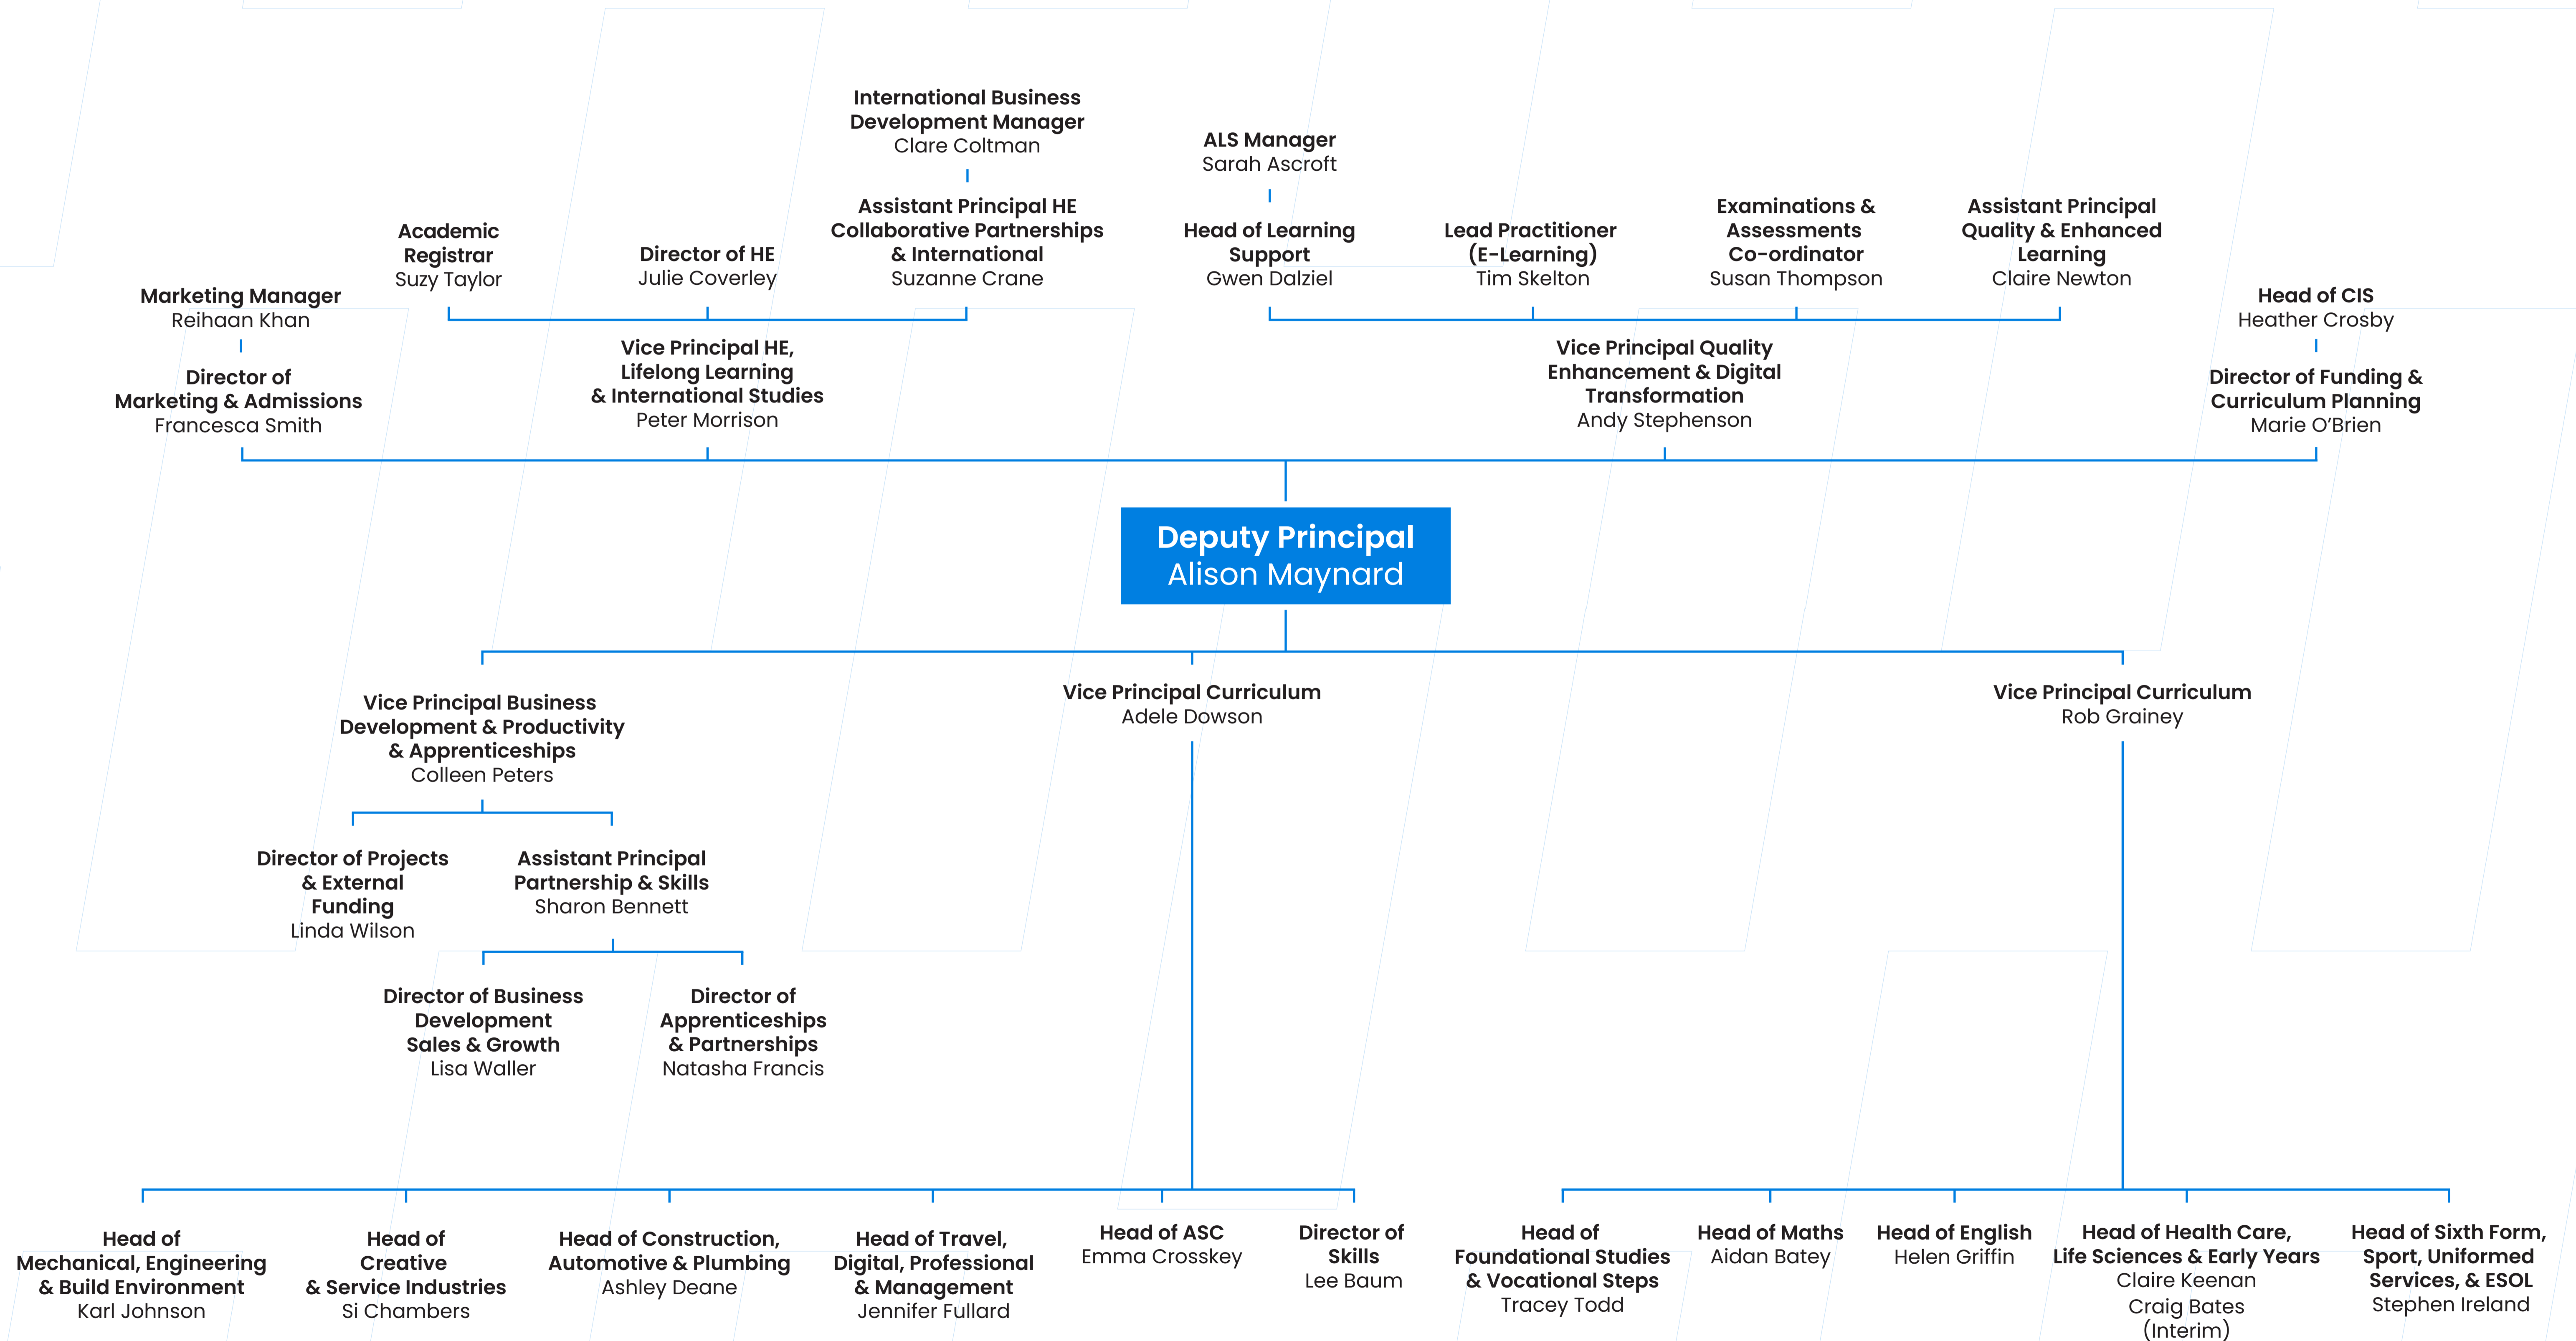 International Business
Development Manager
Clare Coltman
ALS Manager
Sarah Ascroft
Academic
Registrar
Suzy Taylor
Director of HE
Julie Coverley
Assistant Principal HE
Collaborative Partnerships
& International
Suzanne Crane
Head of Learning
Support
Gwen Dalziel
Lead Practitioner
(E-Learning)
Tim Skelton
Examinations &
Assessments
Co-ordinator
Susan Thompson
Assistant Principal
Quality & Enhanced
Learning
Claire Newton
Marketing Manager
Reihaan Khan
Head of CIS
Heather Crosby
Director of
Marketing & Admissions
Francesca Smith
Vice Principal HE,
Lifelong Learning
& International Studies
Peter Morrison
Vice Principal Quality
Enhancement & Digital
Transformation
Andy Stephenson
Director of Funding &
Curriculum Planning
Marie O’Brien
Deputy Principal
Alison Maynard
Vice Principal Business
Development & Productivity
& Apprenticeships
Colleen Peters
Vice Principal Curriculum
Adele Dowson
Vice Principal Curriculum
Rob Grainey
Director of Projects
& External
Funding
Linda Wilson
Assistant Principal
Partnership & Skills
Sharon Bennett
Director of Business
Development
Sales & Growth
Lisa Waller
Director of
Apprenticeships
& Partnerships
Natasha Francis
Head of
Mechanical, Engineering
& Build Environment
Karl Johnson
Head of
Creative
& Service Industries
Si Chambers
Head of Construction,
Automotive & Plumbing
Ashley Deane
Head of Travel,
Digital, Professional
& Management
Jennifer Fullard
Head of ASC
Emma Crosskey
Director of
Skills
Lee Baum
Head of
Foundational Studies
& Vocational Steps
Tracey Todd
Head of Maths
Aidan Batey
Head of English
Helen Griffin
Head of Health Care,
Life Sciences & Early Years
Claire Keenan
Craig Bates
(Interim)
Head of Sixth Form,
Sport, Uniformed
Services, & ESOL
Stephen Ireland